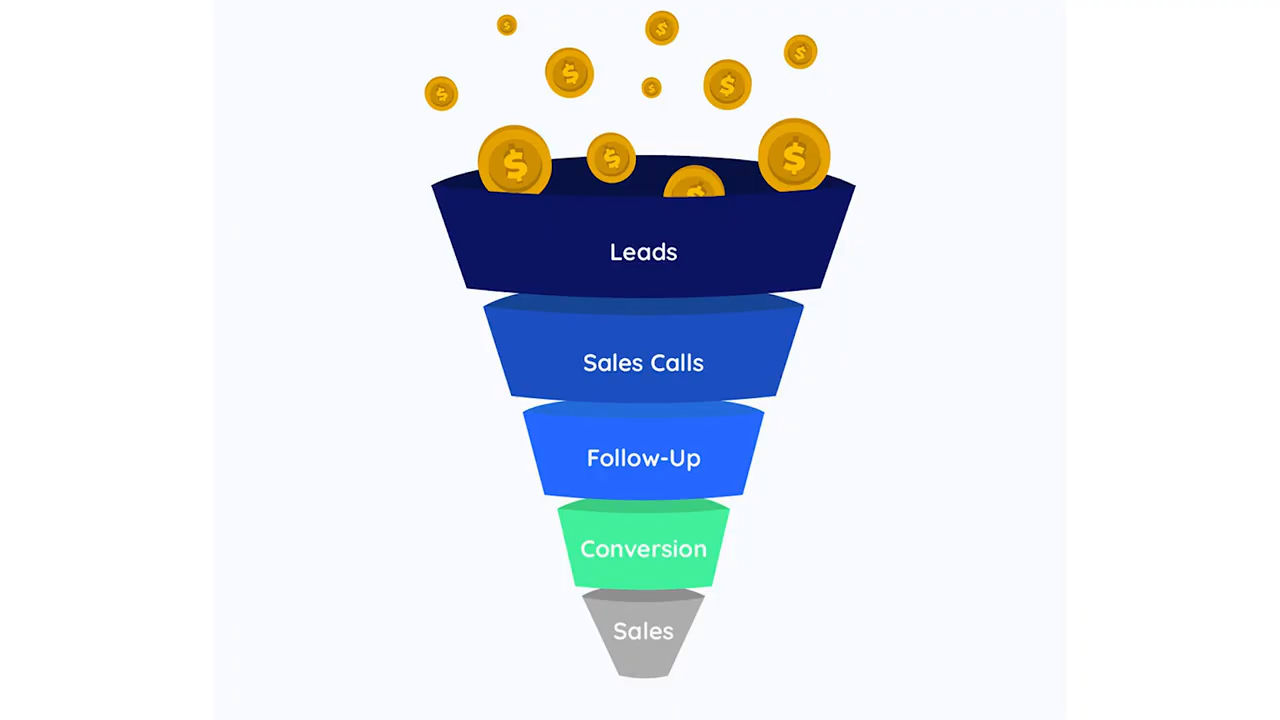 Leads
Sales Calls
Follow-Up
Conversion
Sales